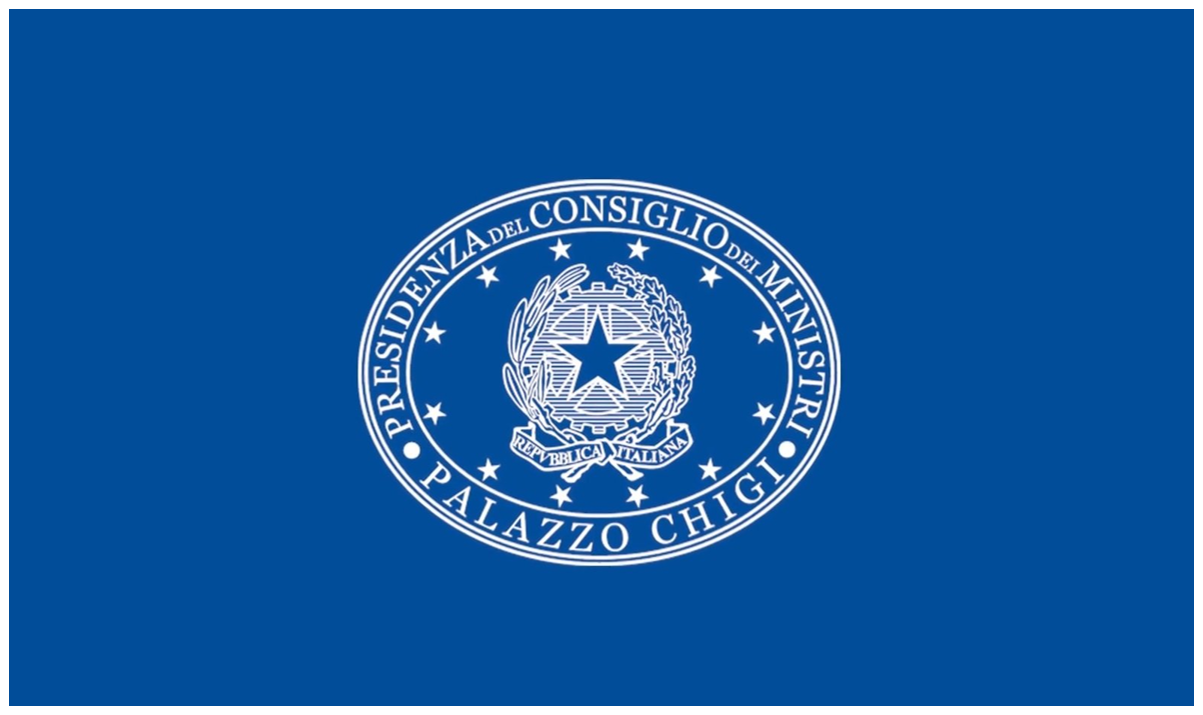 PRESIDENZA DEL CONSIGLIO DEI MINISTRI
REPVBBLICA ITALIANA
PALAZZO CHIGI